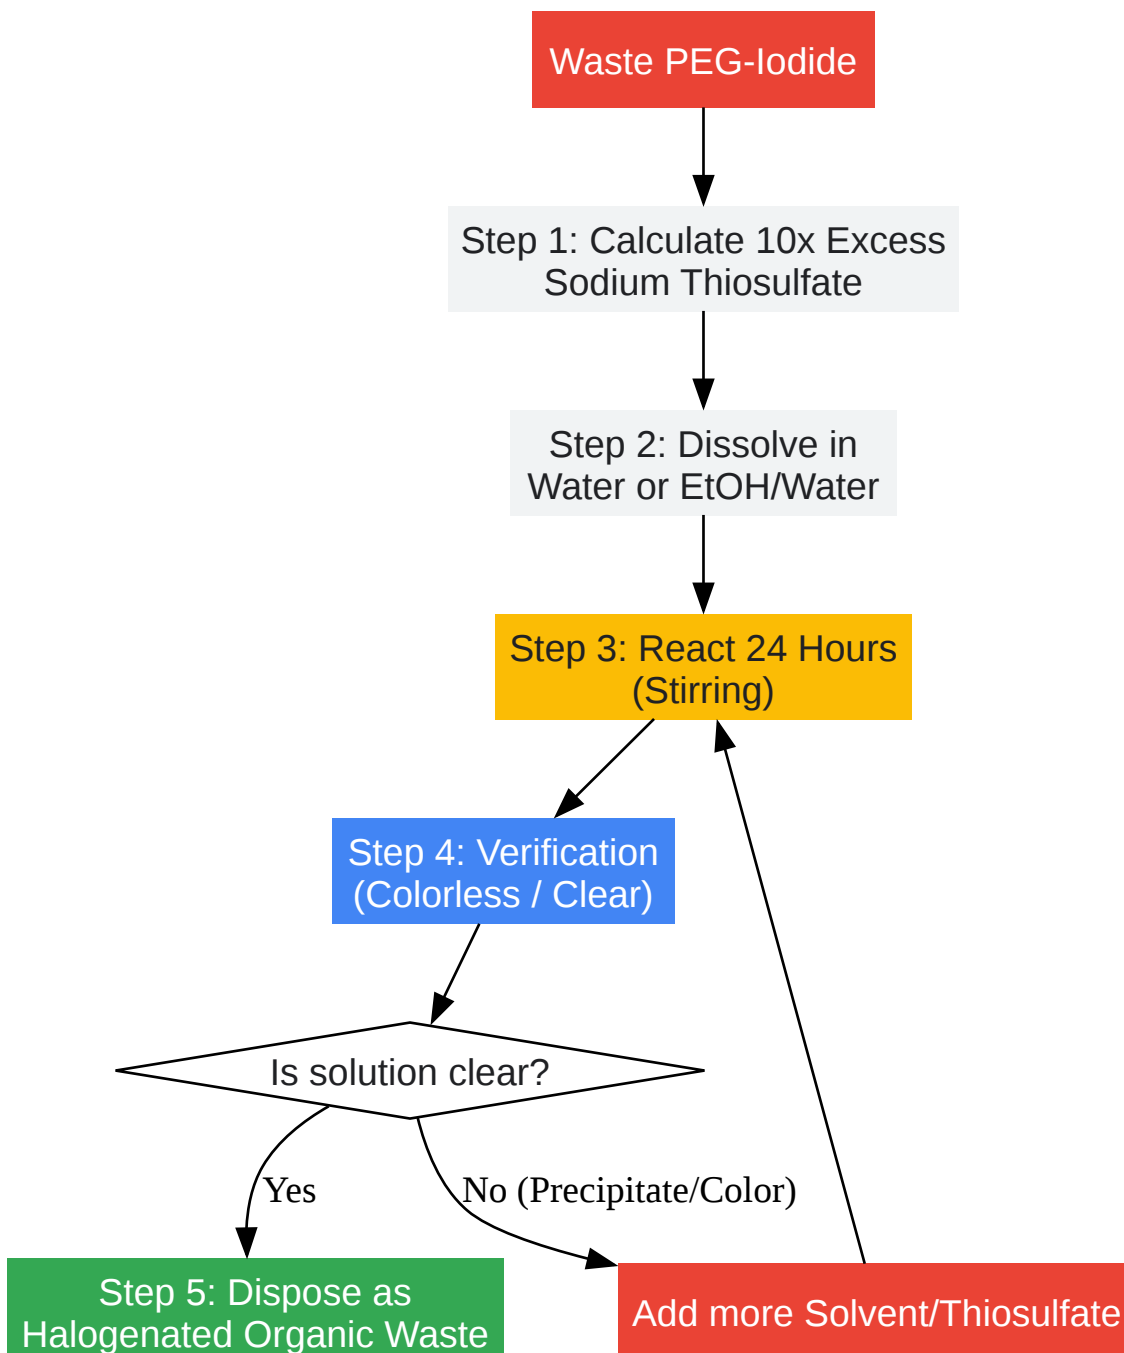 Waste PEG-Iodide
Step 1: Calculate 10x Excess
Sodium Thiosulfate
Step 2: Dissolve in
Water or EtOH/Water
Step 3: React 24 Hours
(Stirring)
Step 4: Verification
(Colorless / Clear)
Is solution clear?
Yes
No (Precipitate/Color)
Step 5: Dispose as
Halogenated Organic Waste
Add more Solvent/Thiosulfate